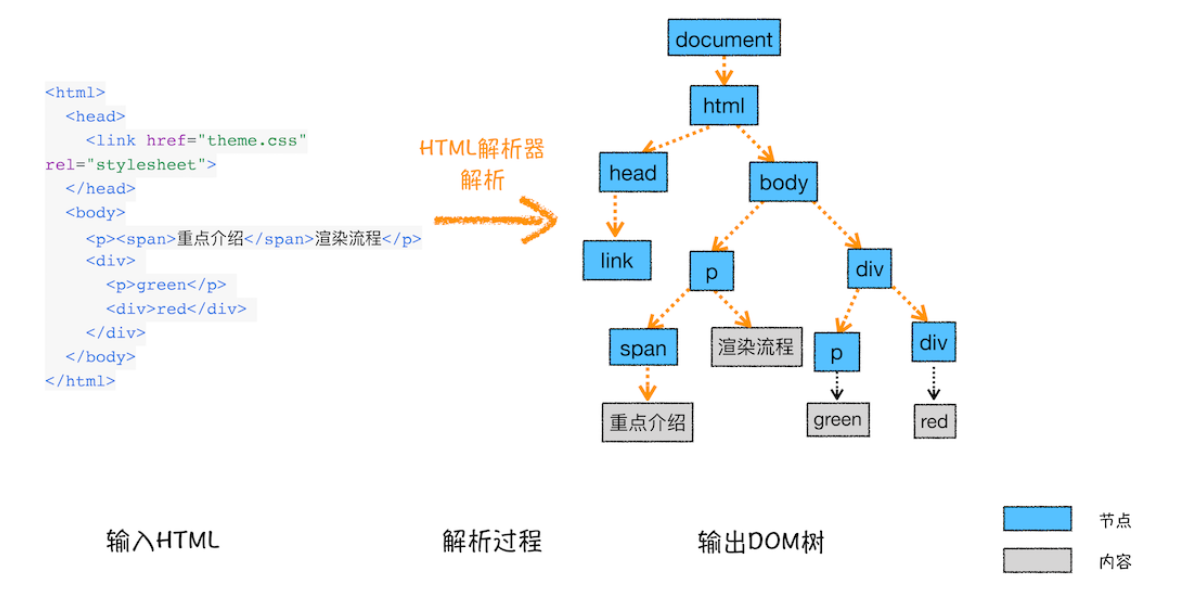 <html>
<head>
<link href="theme.css"
rel="stylesheet">
</head>
<body>
<p><span>重点介绍</span>渲染流程</p>
<div>
<p>green</p>
<div>red</div>
</div>
</body>
</html>
HTML解析器
解析
document
html
head
body
link
p
div
span
渲染流程
p
div
重点介绍
green
red
输入HTML
解析过程
输出DOM树
节点
内容